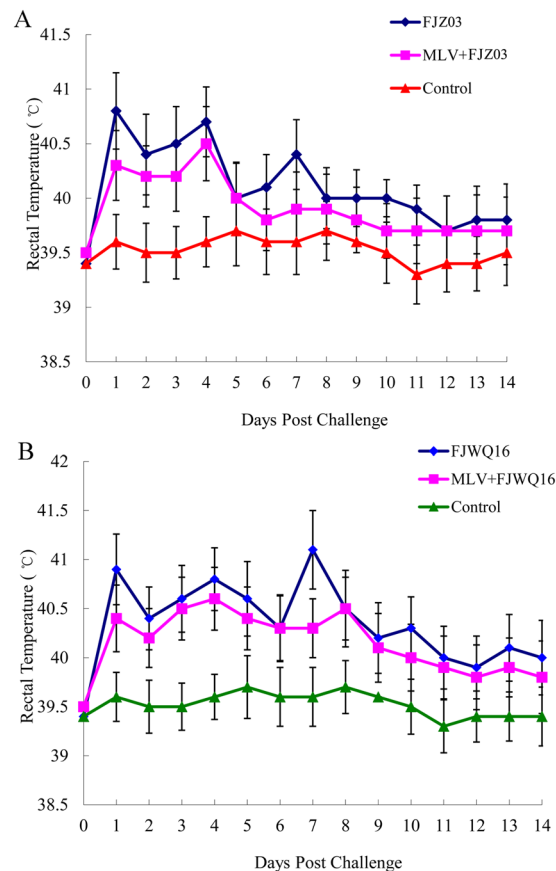 A
FJZ03
MLV+FJZ03
Control
Rectal Temperature ( ℃)
41.5
41
40.5
40
39.5
39
38.5
0 1 2 3 4 5 6 7 8 9 10 11 12 13 14
Days Post Challenge
B
FJWQ16
MLV+FJWQ16
Control
Rectal Temperature ( ℃)
42
41.5
41
40.5
40
39.5
39
38.5
0 1 2 3 4 5 6 7 8 9 10 11 12 13 14
Days Post Challenge